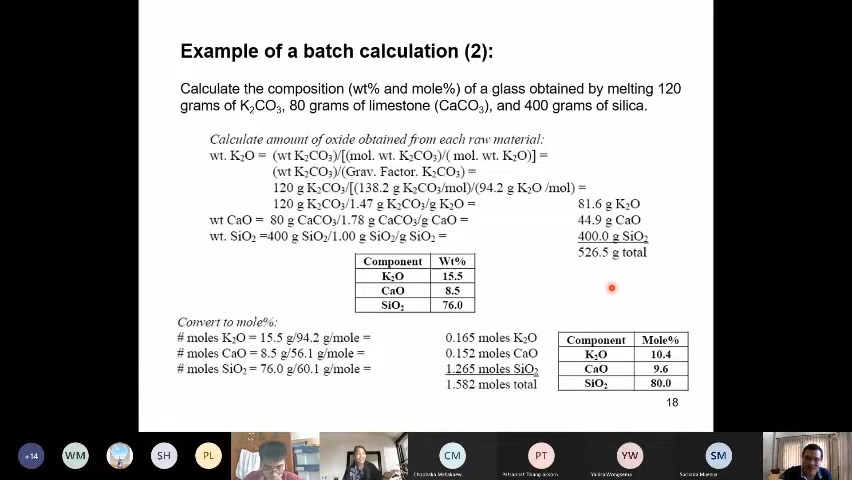 Example of a batch calculation (2):
Calculate the composition (wt% and mole%) of a glass obtained by melting 120
grams of K₂CO₃, 80 grams of limestone (CaCO₃), and 400 grams of silica.
Calculate amount of oxide obtained from each raw material:
wt. K₂O = (wt K₂CO₃)/[(mol. wt. K₂CO₃)/( mol. wt. K₂O)] =
(wt K₂CO₃)/(Grav. Factor. K₂CO₃) =
120 g K₂CO₃/[(138.2 g K₂CO₃/mol)/(94.2 g K₂O /mol) =
120 g K₂CO₃/1.47 g K₂CO₃/g K₂O = 81.6 g K₂O
wt CaO = 80 g CaCO₃/1.78 g CaCO₃/g CaO = 44.9 g CaO
wt. SiO₂ =400 g SiO₂/1.00 g SiO₂/g SiO₂ = 400.0 g SiO₂
526.5 g total
Component Wt%
K₂O 15.5
CaO 8.5
SiO₂ 76.0
Convert to mole%:
# moles K₂O = 15.5 g/94.2 g/mole = 0.165 moles K₂O
# moles CaO = 8.5 g/56.1 g/mole = 0.152 moles CaO
# moles SiO₂ = 76.0 g/60.1 g/mole = 1.265 moles SiO₂
1.582 moles total
Component Mole%
K₂O 10.4
CaO 9.6
SiO₂ 80.0
18
+14 WM SH PL CM PT YW SM